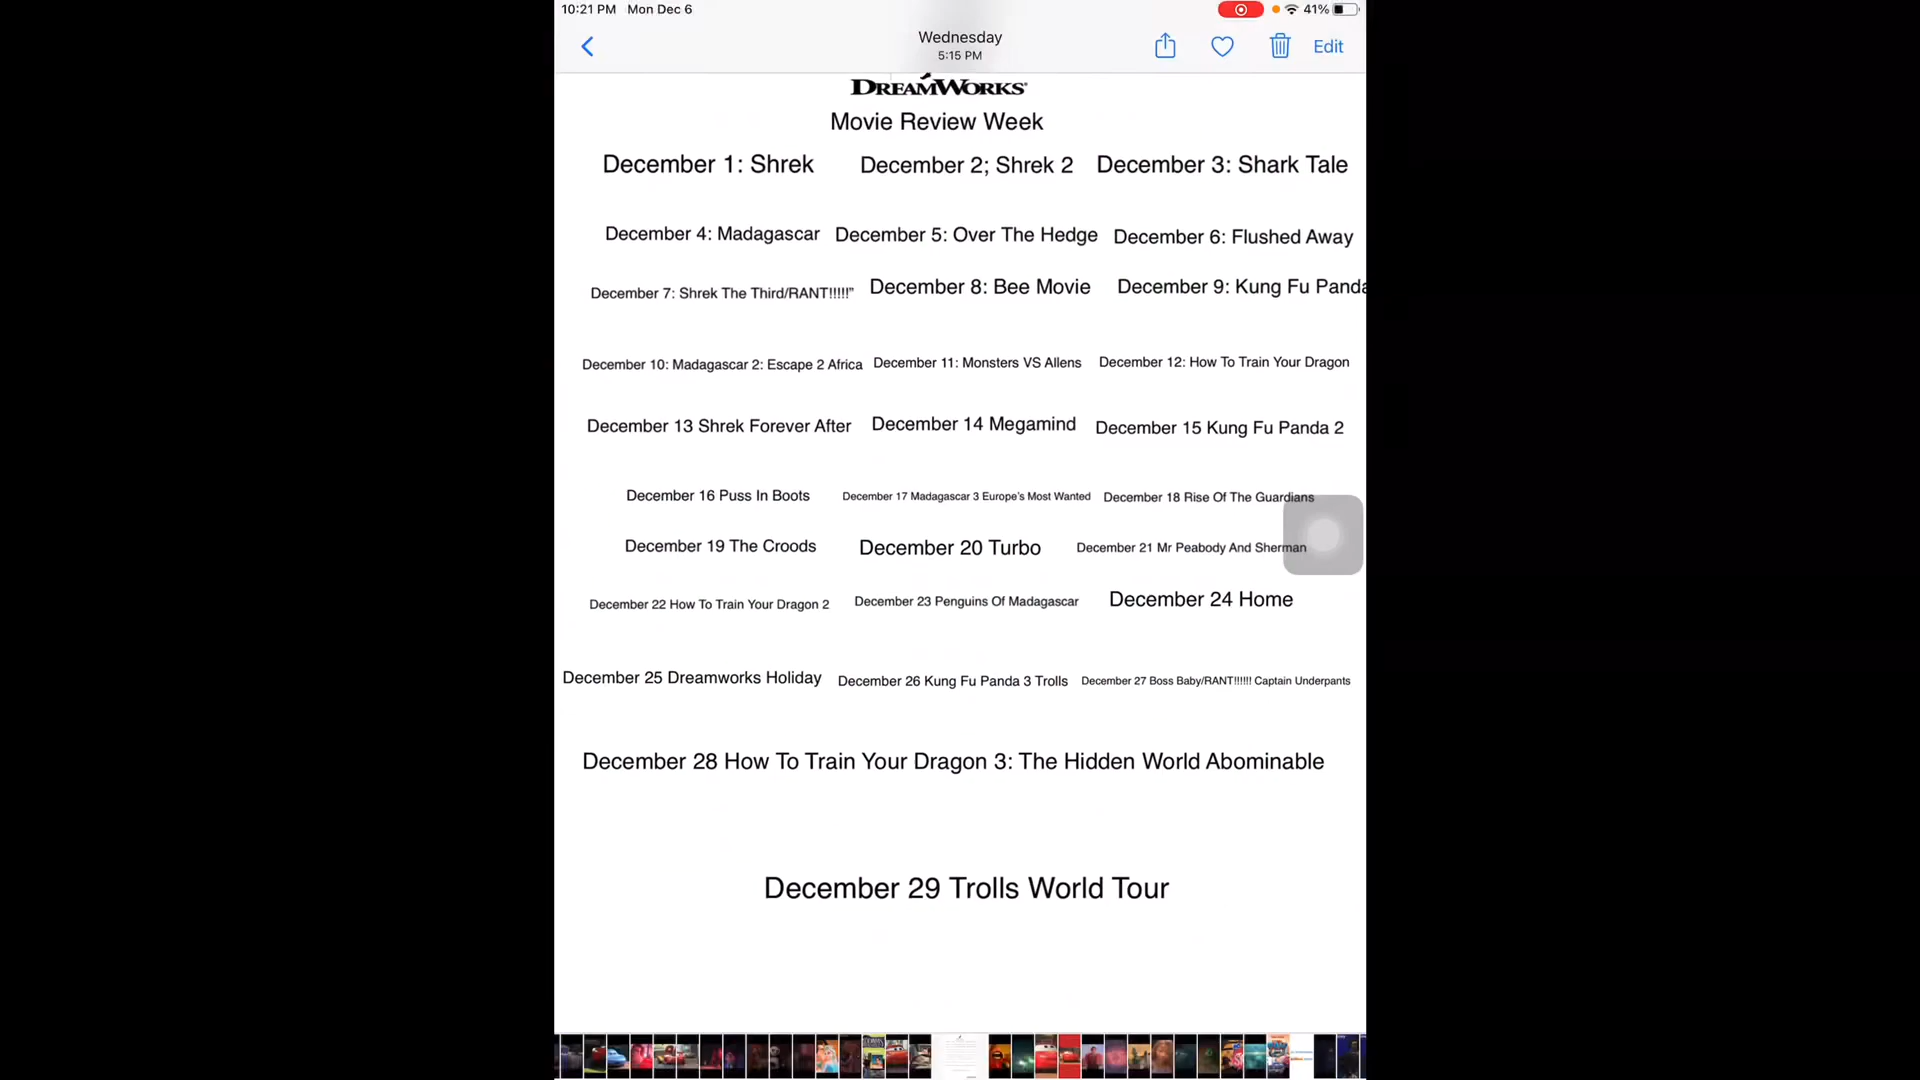 10:21 PM Mon Dec 6 41%
Wednesday
5:15 PM
Edit
DREAMWORKS
Movie Review Week
December 1: Shrek December 2; Shrek 2 December 3: Shark Tale
December 4: Madagascar December 5: Over The Hedge December 6: Flushed Away
December 7: Shrek The Third/RANT!!!!!” December 8: Bee Movie December 9: Kung Fu Panda
December 10: Madagascar 2: Escape 2 Africa December 11: Monsters VS Allens December 12: How To Train Your Dragon
December 13 Shrek Forever After December 14 Megamind December 15 Kung Fu Panda 2
December 16 Puss In Boots December 17 Madagascar 3 Europe’s Most Wanted December 18 Rise Of The Guardians
December 19 The Croods December 20 Turbo December 21 Mr Peabody And Sherman
December 22 How To Train Your Dragon 2 December 23 Penguins Of Madagascar December 24 Home
December 25 Dreamworks Holiday December 26 Kung Fu Panda 3 Trolls December 27 Boss Baby/RANT!!!!!! Captain Underpants
December 28 How To Train Your Dragon 3: The Hidden World Abominable
December 29 Trolls World Tour